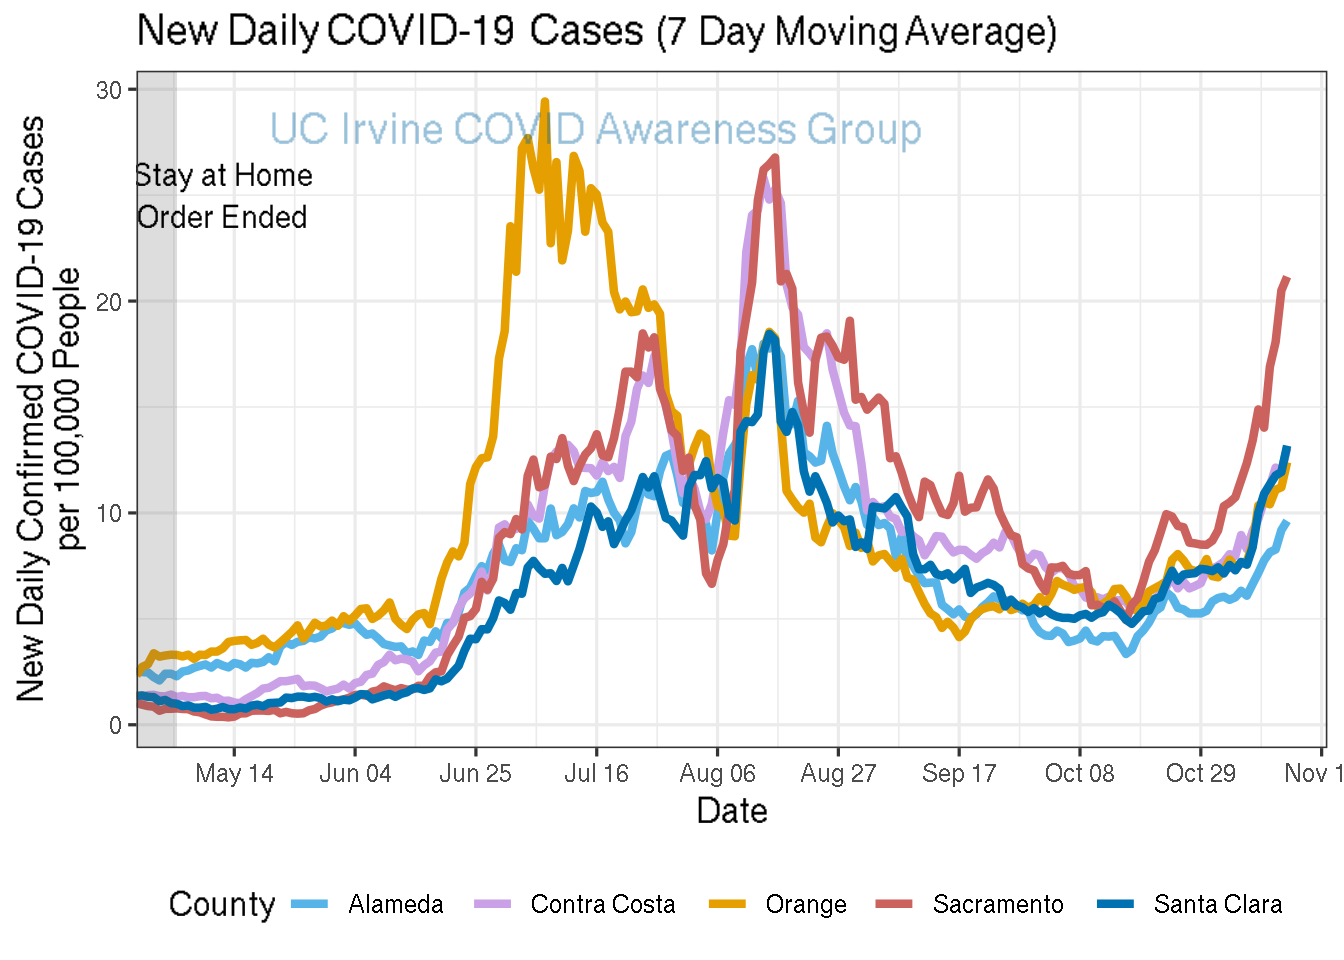 New Daily COVID-19 Cases (7 Day Moving Average)
UC Irvine COVID Awareness Group
Stay at Home
Order Ended
New Daily Confirmed COVID-19 Cases
per 100,000 People
30
20
10
0
May 14 Jun 04 Jun 25 Jul 16 Aug 06 Aug 27 Sep 17 Oct 08 Oct 29 Nov 1
Date
County Alameda Contra Costa Orange Sacramento Santa Clara